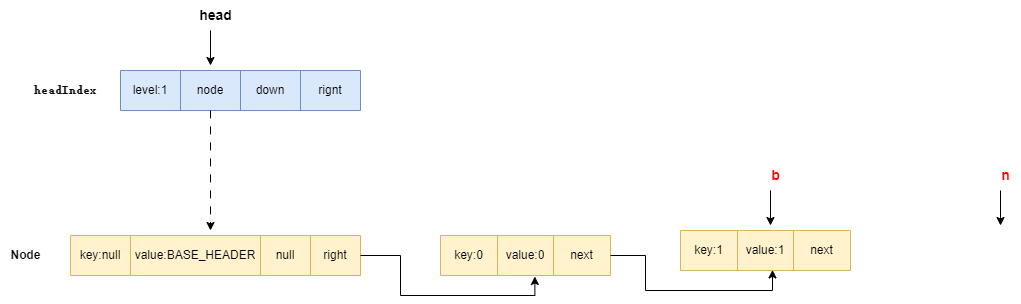 head
headIndex
level:1 node down rignt
b
n
Node
key:null value:BASE_HEADER null right
key:0 value:0 next
key:1 value:1 next